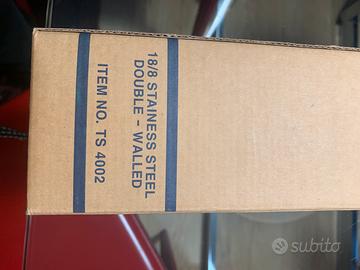 18/8 STAINESS STEEL
DOUBLE - WALLED
ITEM NO. TS 4002
subito